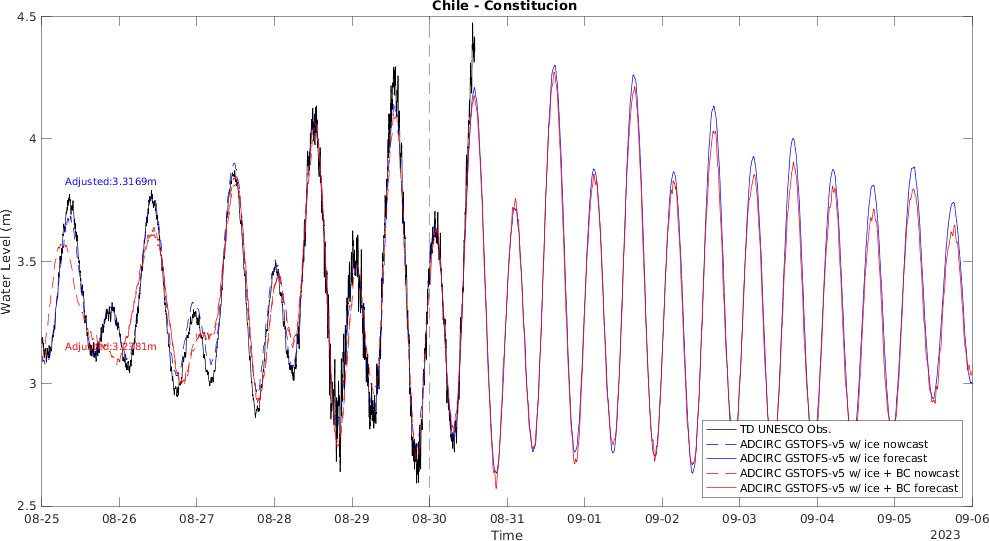 Chile - Constitucion
4.5
4
3.5
3
2.5
Water Level (m)
Adjusted:3.3169m
Adjusted:3.2381m
TD UNESCO Obs.
ADCIRC GSTOFS-v5 w/ ice nowcast
ADCIRC GSTOFS-v5 w/ ice forecast
ADCIRC GSTOFS-v5 w/ ice + BC nowcast
ADCIRC GSTOFS-v5 w/ ice + BC forecast
08-25 08-26 08-27 08-28 08-29 08-30 08-31 09-01 09-02 09-03 09-04 09-05 09-06
Time
2023